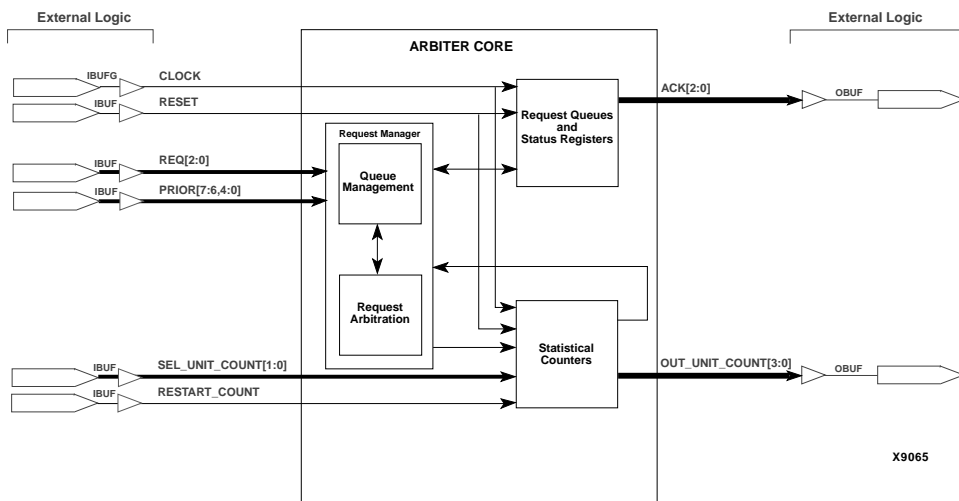 External Logic
External Logic
ARBITER CORE
IBUFG
CLOCK
IBUF
RESET
ACK[2:0]
OBUF
Request Queues
and
Status Registers
Request Manager
IBUF
REQ[2:0]
IBUF
PRIOR[7:6,4:0]
Queue
Management
Request
Arbitration
Statistical
Counters
IBUF
SEL_UNIT_COUNT[1:0]
OUT_UNIT_COUNT[3:0]
OBUF
IBUF
RESTART_COUNT
X9065